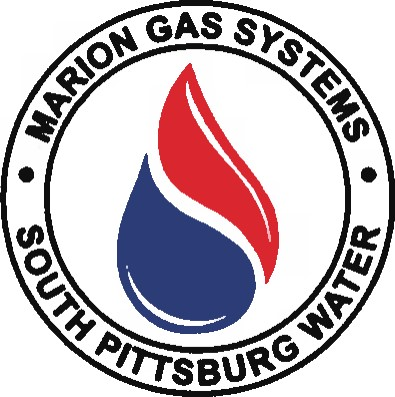 MARION GAS SYSTEMS
SOUTH PITTSBURG WATER